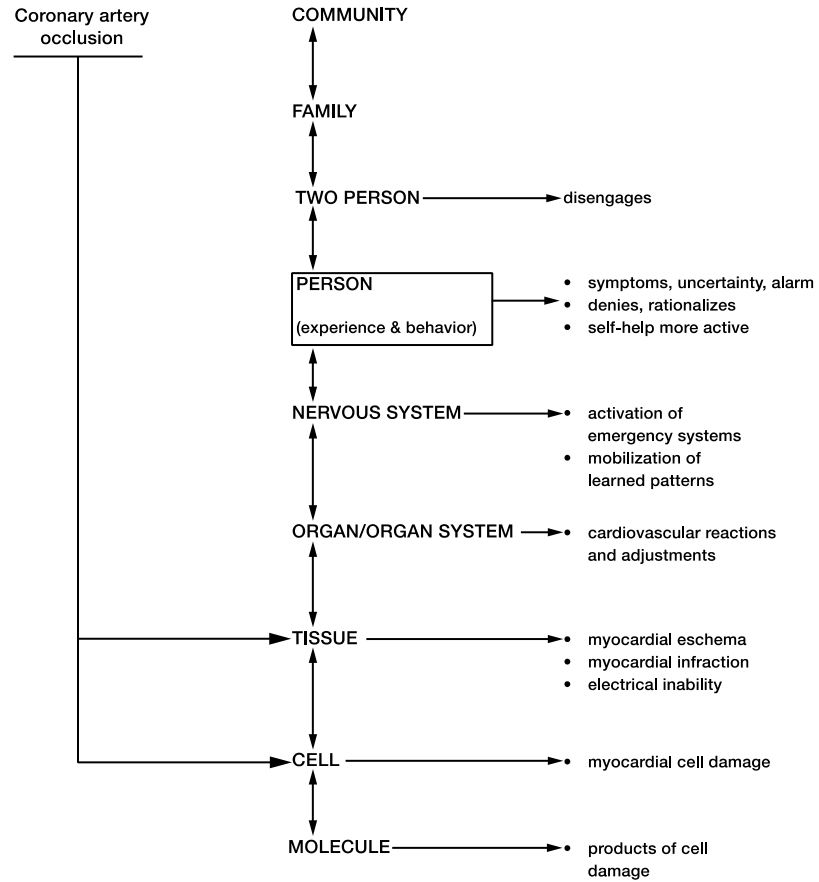 Coronary artery
occlusion
COMMUNITY
FAMILY
TWO PERSON
disengages
PERSON
(experience & behavior)
• symptoms, uncertainty, alarm
• denies, rationalizes
• self-help more active
NERVOUS SYSTEM
• activation of
emergency systems
• mobilization of
learned patterns
ORGAN/ORGAN SYSTEM
• cardiovascular reactions
and adjustments
TISSUE
• myocardial eschema
• myocardial infraction
• electrical inability
CELL
• myocardial cell damage
MOLECULE
• products of cell
damage